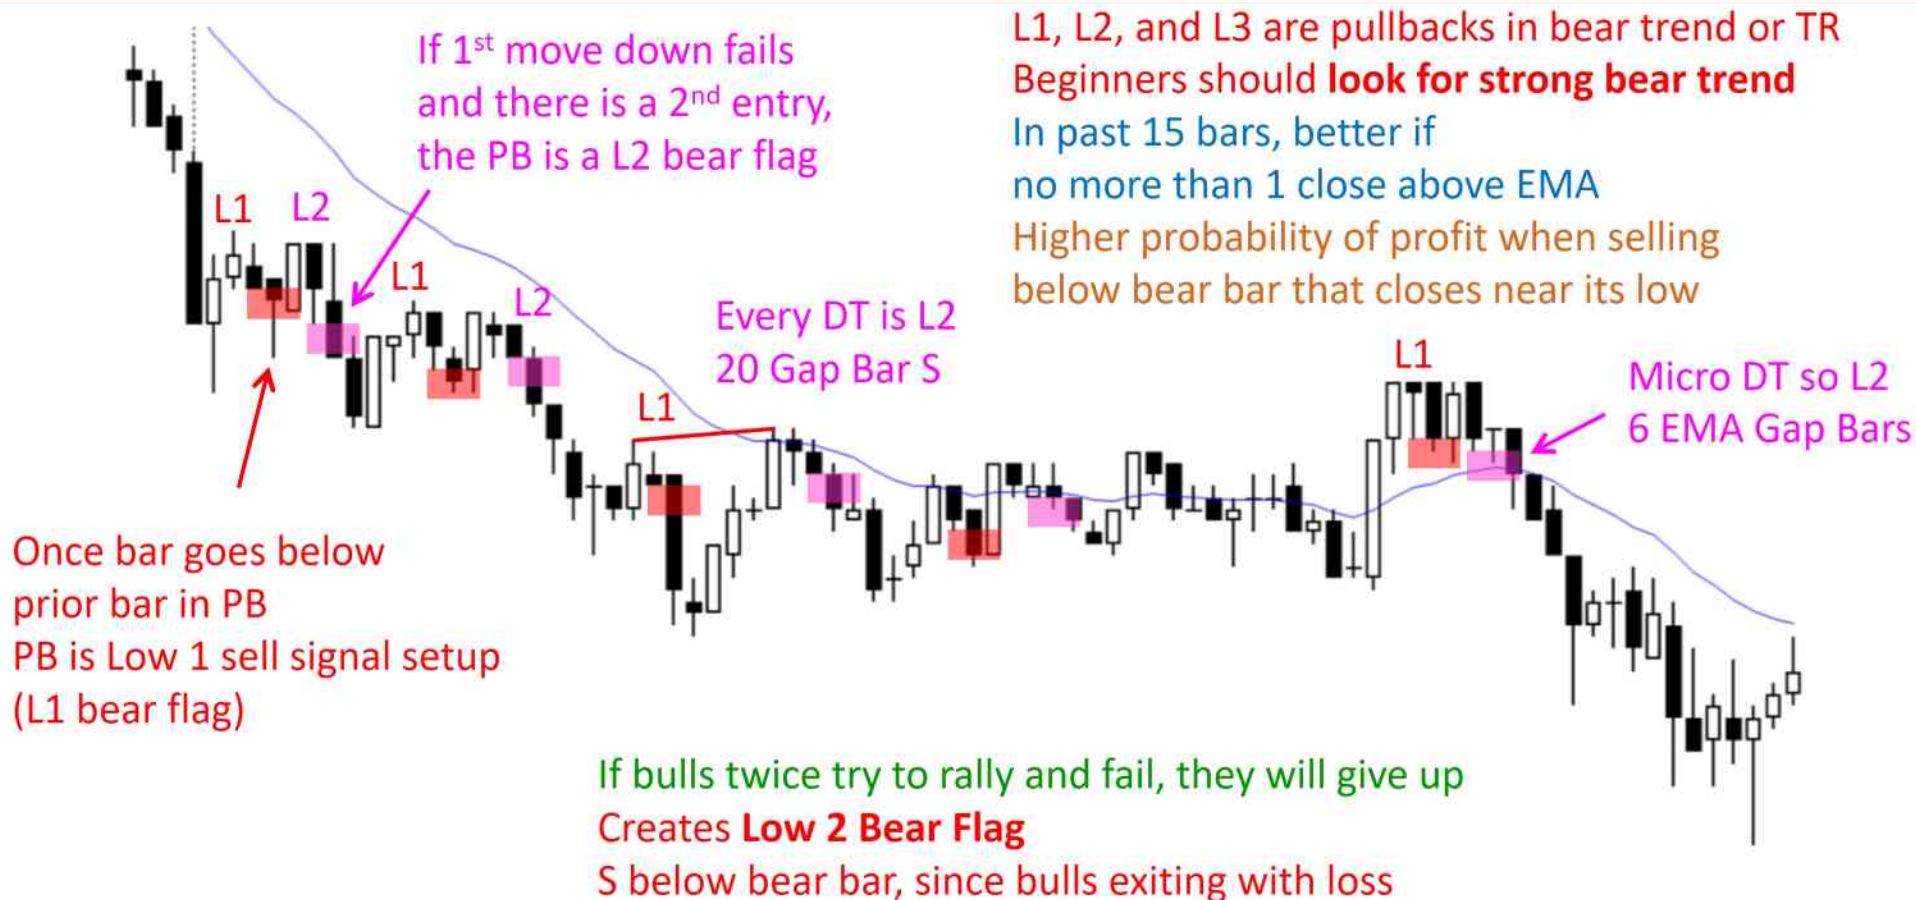 If 1st move down fails
and there is a 2nd entry,
the PB is a L2 bear flag
L1, L2, and L3 are pullbacks in bear trend or TR
Beginners should look for strong bear trend
In past 15 bars, better if
no more than 1 close above EMA
Higher probability of profit when selling
below bear bar that closes near its low
L1
L2
L1
L2
Every DT is L2
20 Gap Bar S
L1
L1
Micro DT so L2
6 EMA Gap Bars
Once bar goes below
prior bar in PB
PB is Low 1 sell signal setup
(L1 bear flag)
If bulls twice try to rally and fail, they will give up
Creates Low 2 Bear Flag
S below bear bar, since bulls exiting with loss